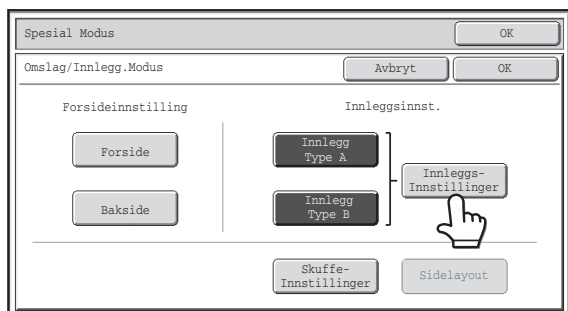 Spesial Modus
OK
Omslag/Innlegg.Modus
Avbryt
OK
Forsideinnstilling
Innleggsinnst.
Forside
Innlegg
Type A
Innleggs-
Innstillinger
Bakside
Innlegg
Type B
Skuffe-
Innstillinger
Sidelayout